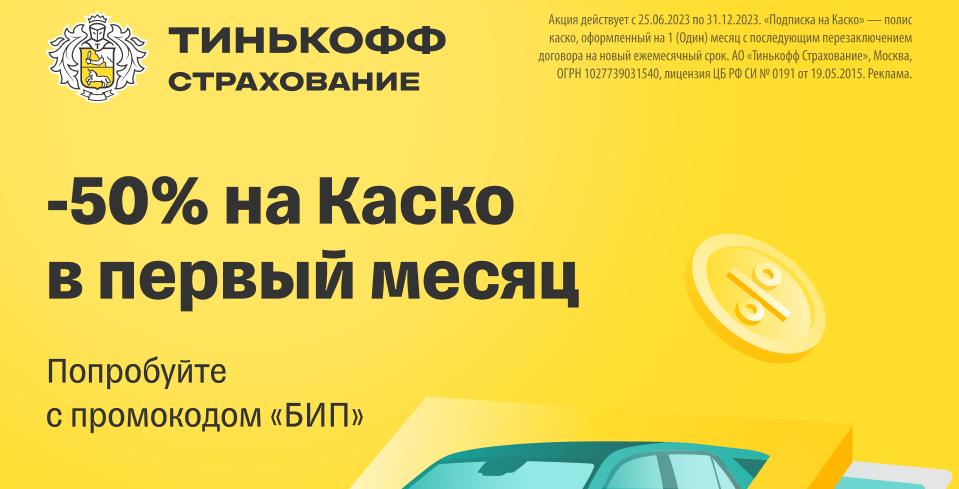 ТИНЬКОФФ
СТРАХОВАНИЕ
Акция действует с 25.06.2023 по 31.12.2023. «Подписка на Каско» — полис
каско, оформленный на 1 (Один) месяц с последующим перезаключением
договора на новый ежемесячный срок. АО «Тинькофф Страхование», Москва,
ОГРН 1027739031540, лицензия ЦБ РФ СИ № 0191 от 19.05.2015. Реклама.
-50% на Каско
в первый месяц
Попробуйте
с промокодом «БИП»